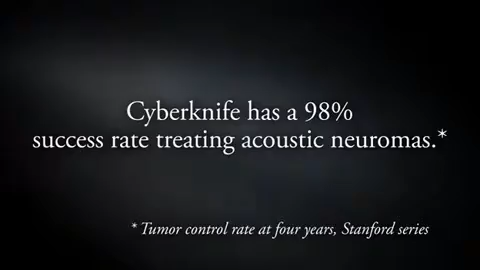 Cyberknife has a 98%
success rate treating acoustic neuromas.*
* Tumor control rate at four years, Stanford series